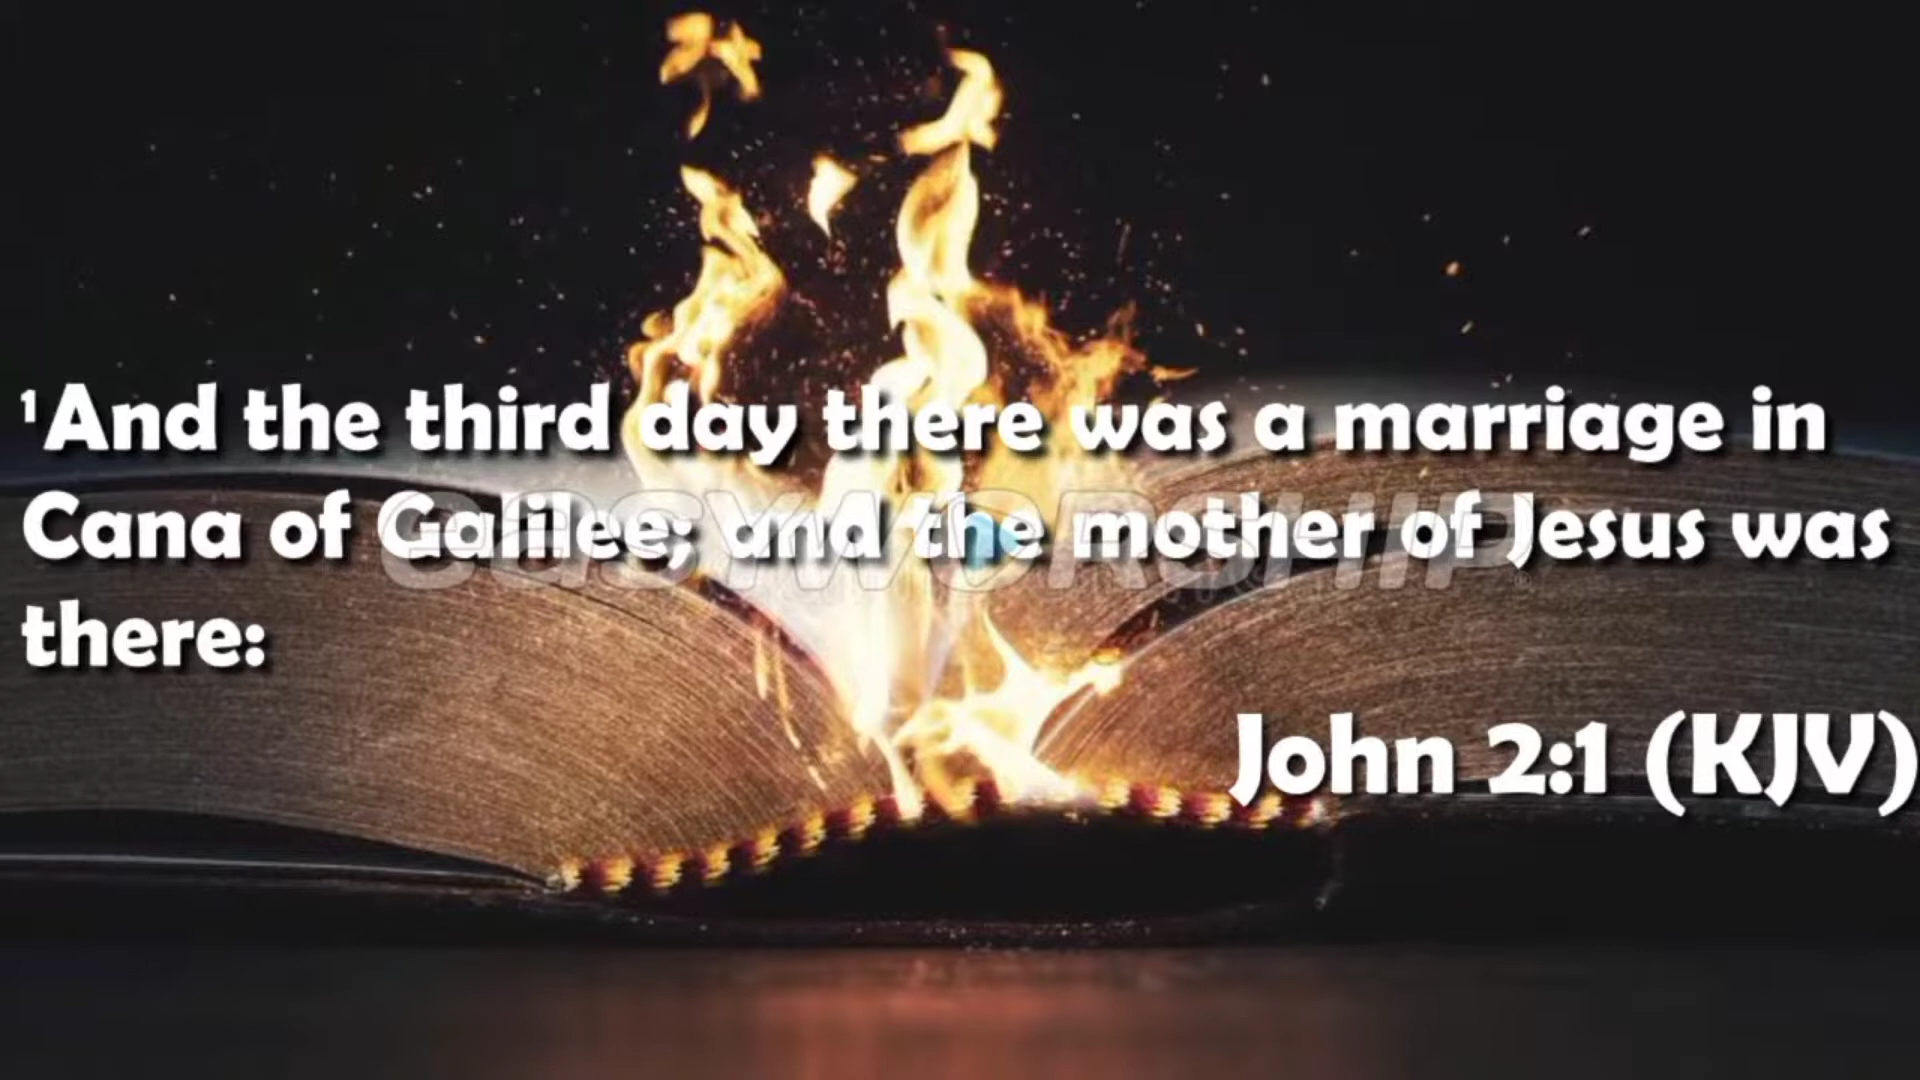 ¹And the third day there was a marriage in
Cana of Galilee; and the mother of Jesus was
there:
John 2:1 (KJV)
easyworship®